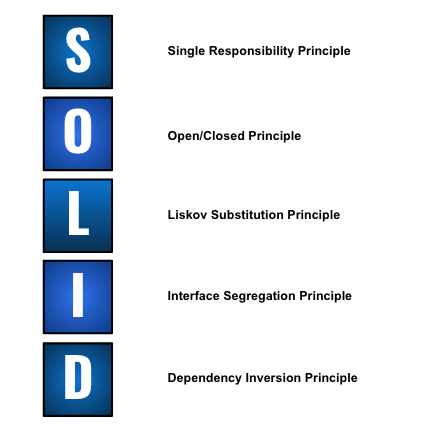 S Single Responsibility Principle
O Open/Closed Principle
L Liskov Substitution Principle
I Interface Segregation Principle
D Dependency Inversion Principle